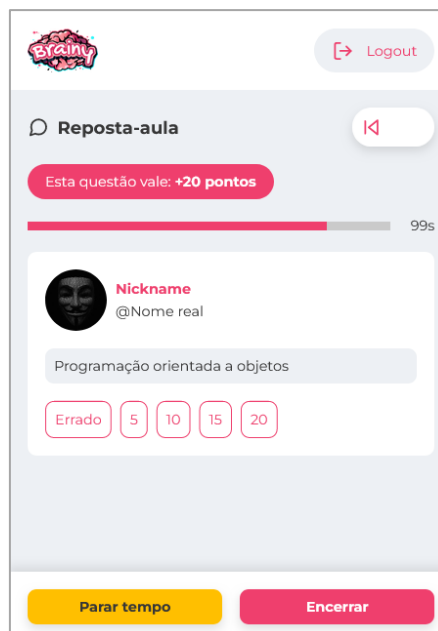 Brainy
Logout
Reposta-aula
Esta questão vale: +20 pontos
99s
Nickname
@Nome real
Programação orientada a objetos
Errado 5 10 15 20
Parar tempo Encerrar